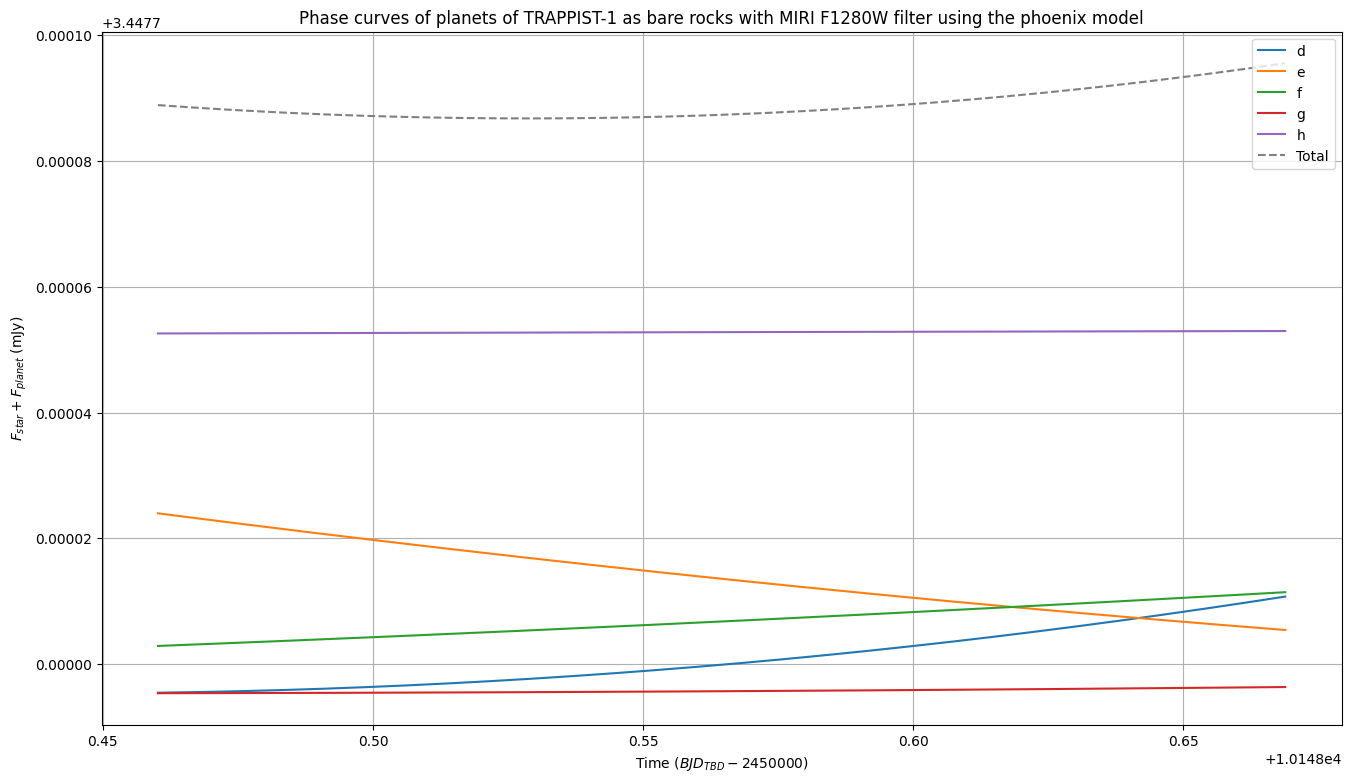 Phase curves of planets of TRAPPIST-1 as bare rocks with MIRI F1280W filter using the phoenix model
+3.4477
0.00010
0.00008
0.00006
0.00004
0.00002
0.00000
F_{star} + F_{planet} (mJy)
d
e
f
g
h
Total
0.45 0.50 0.55 0.60 0.65
+1.0148e4
Time (BJD_{TBD} − 2450000)